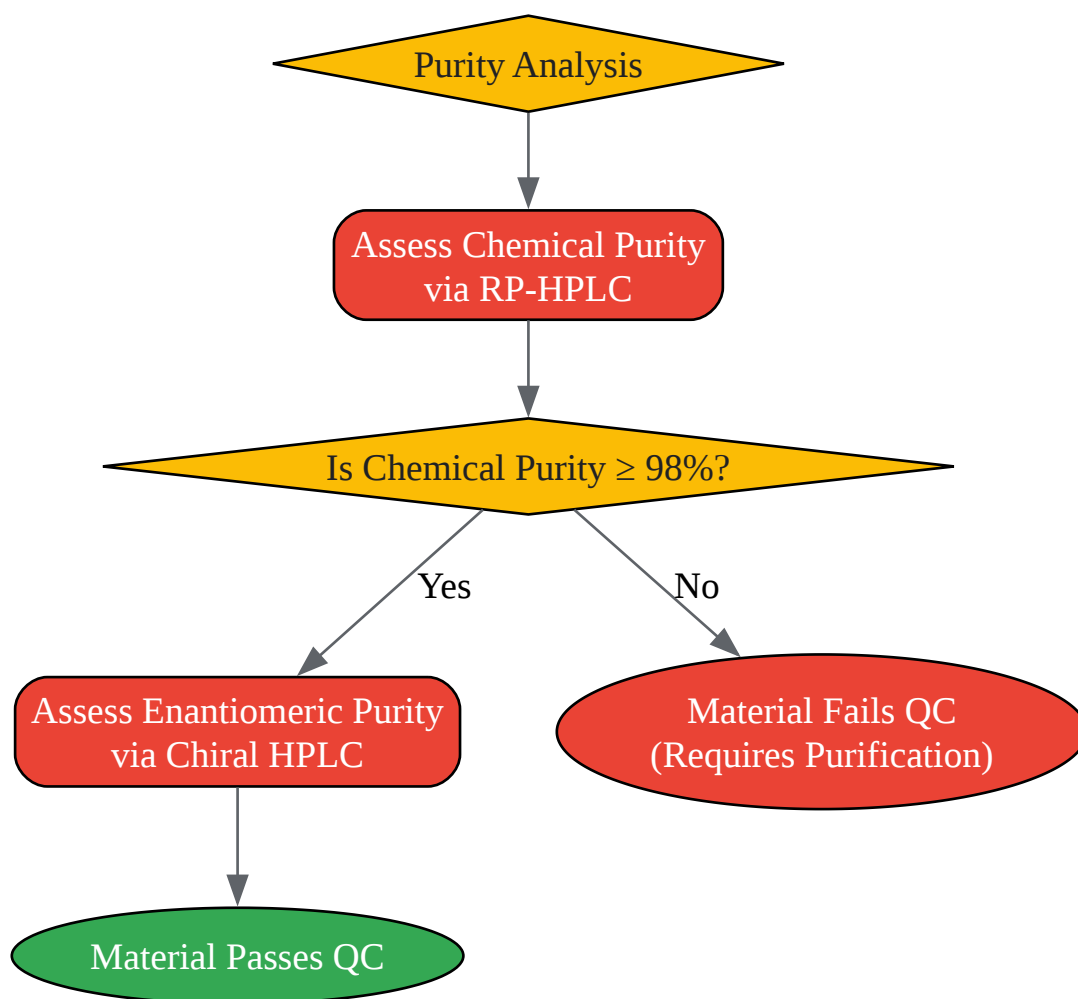 Purity Analysis
Assess Chemical Purity
via RP-HPLC
Is Chemical Purity ≥ 98%?
Yes
No
Assess Enantiomeric Purity
via Chiral HPLC
Material Fails QC
(Requires Purification)
Material Passes QC